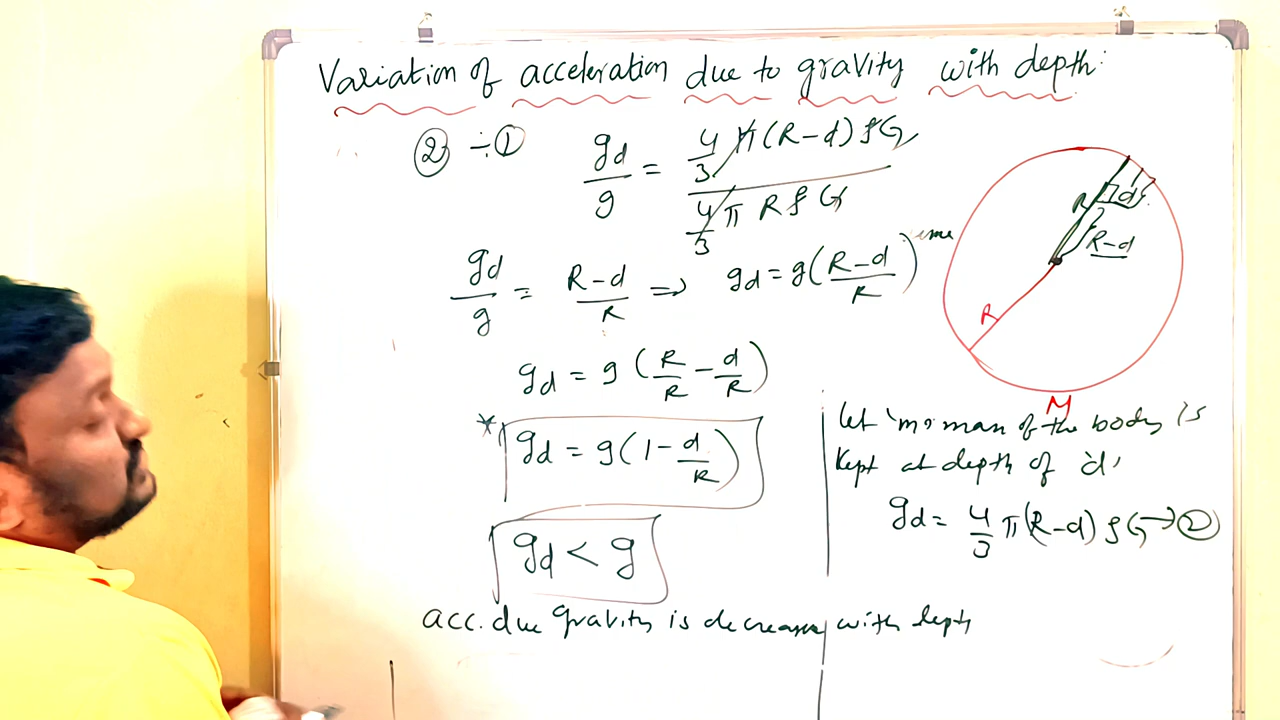 Variation of acceleration due to gravity with depth:
② ÷ ① gd/g = 4/3 π (R-d) ρ G / 4/3 π R ρ G
gd/g = R-d/R ⇒ gd = g(R-d/R)
gd = g (R/R - d/R)
* gd = g(1 - d/R)
gd < g
acc. due gravity is decreases with depth
R
d
R-d
R
M
let 'm' mass of the body is
kept at depth of 'd'
gd = 4/3 π(R-d) ρ G → ②